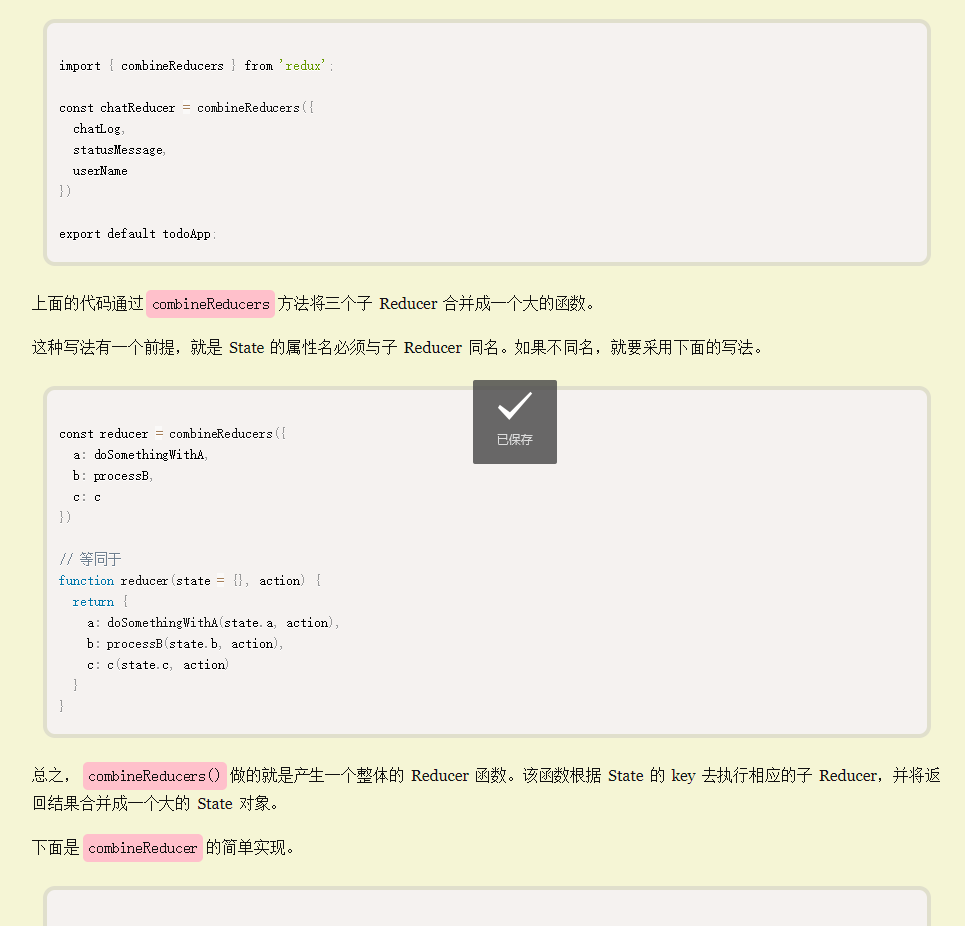 import { combineReducers } from 'redux';
const chatReducer = combineReducers({
chatLog,
statusMessage,
userName
})
export default todoApp;
上面的代码通过 combineReducers 方法将三个子 Reducer 合并成一个大的函数。
这种写法有一个前提，就是 State 的属性名必须与子 Reducer 同名。如果不同名，就要采用下面的写法。
const reducer = combineReducers({
a: doSomethingWithA,
b: processB,
c: c
})
已保存
// 等同于
function reducer(state = {}, action) {
return {
a: doSomethingWithA(state.a, action),
b: processB(state.b, action),
c: c(state.c, action)
}
}
总之， combineReducers() 做的就是产生一个整体的 Reducer 函数。该函数根据 State 的 key 去执行相应的子 Reducer，并将返
回结果合并成一个大的 State 对象。
下面是 combineReducer 的简单实现。